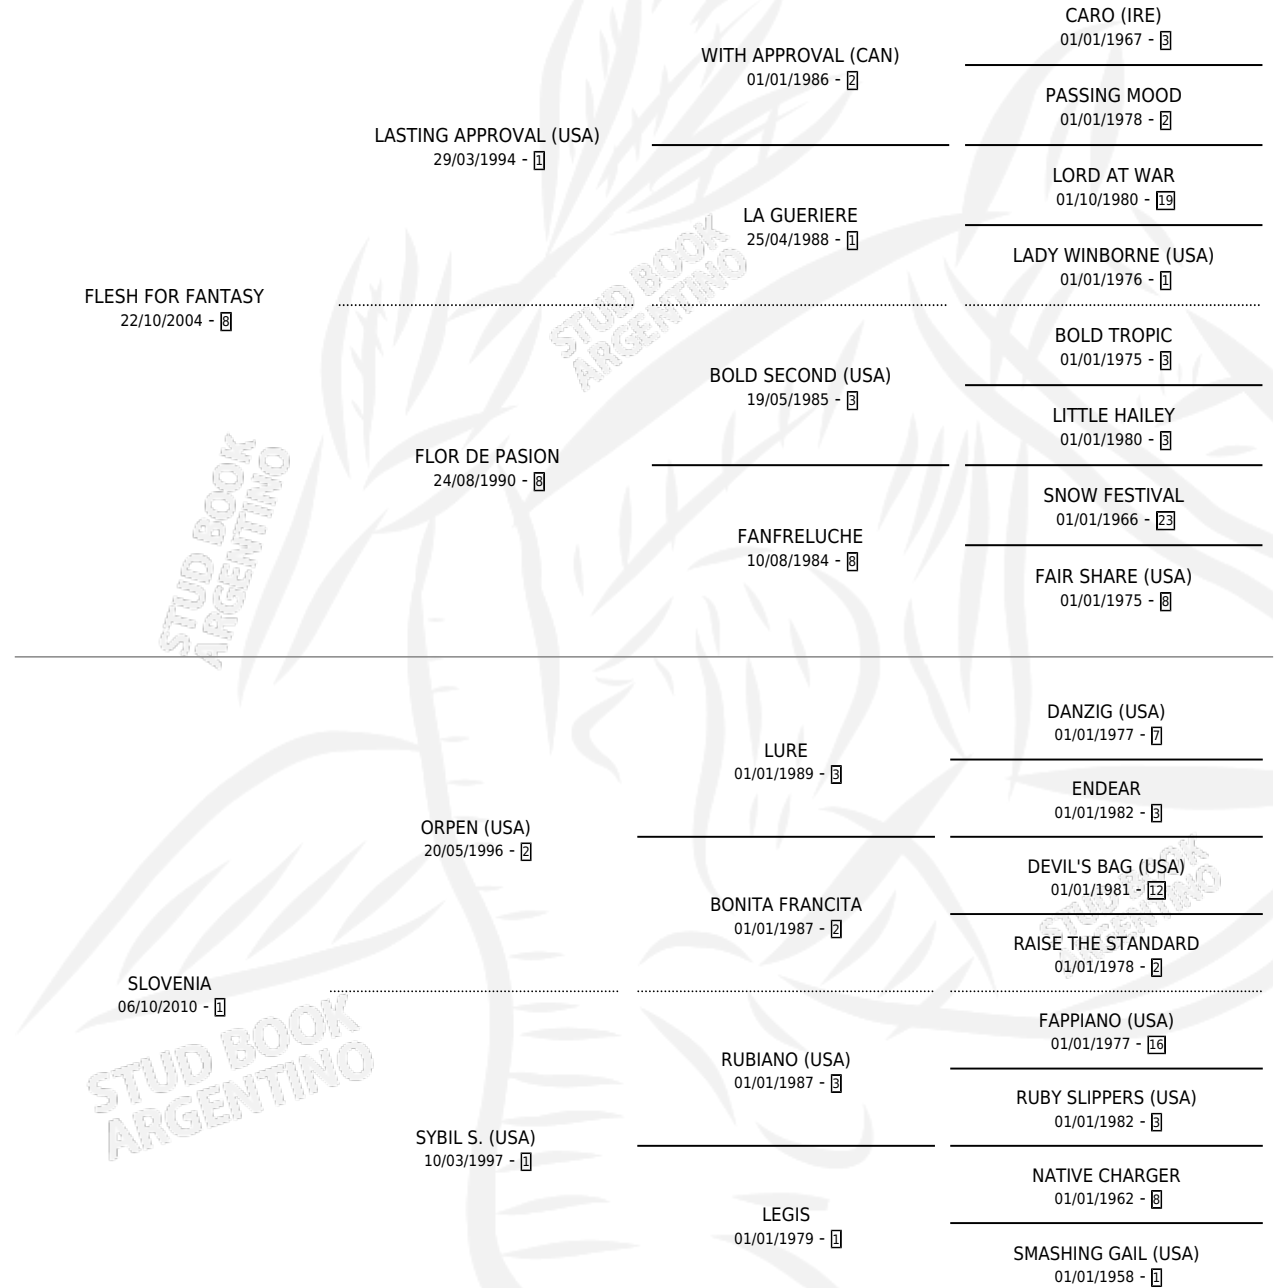 CARO (IRE)
01/01/1967 - 3
WITH APPROVAL (CAN)
01/01/1986 - 2
PASSING MOOD
01/01/1978 - 2
LASTING APPROVAL (USA)
29/03/1994 - 1
LORD AT WAR
01/10/1980 - 19
LA GUERIERE
25/04/1988 - 1
LADY WINBORNE (USA)
01/01/1976 - 1
FLESH FOR FANTASY
22/10/2004 - 8
BOLD TROPIC
01/01/1975 - 3
BOLD SECOND (USA)
19/05/1985 - 3
LITTLE HAILEY
01/01/1980 - 3
FLOR DE PASION
24/08/1990 - 8
SNOW FESTIVAL
01/01/1966 - 23
FANFRELUCHE
10/08/1984 - 8
FAIR SHARE (USA)
01/01/1975 - 8
DANZIG (USA)
01/01/1977 - 7
LURE
01/01/1989 - 3
ENDEAR
01/01/1982 - 3
ORPEN (USA)
20/05/1996 - 2
DEVIL'S BAG (USA)
01/01/1981 - 12
BONITA FRANCITA
01/01/1987 - 2
RAISE THE STANDARD
01/01/1978 - 2
SLOVENIA
06/10/2010 - 1
FAPPIANO (USA)
01/01/1977 - 16
RUBIANO (USA)
01/01/1987 - 3
RUBY SLIPPERS (USA)
01/01/1982 - 3
SYBIL S. (USA)
10/03/1997 - 1
NATIVE CHARGER
01/01/1962 - 8
LEGIS
01/01/1979 - 1
SMASHING GAIL (USA)
01/01/1958 - 1
STUD BOOK
ARGENTINO
STUD BOOK
ARGENTINO
STUD BOOK
ARGENTINO
STUD BOOK
ARGENTINO